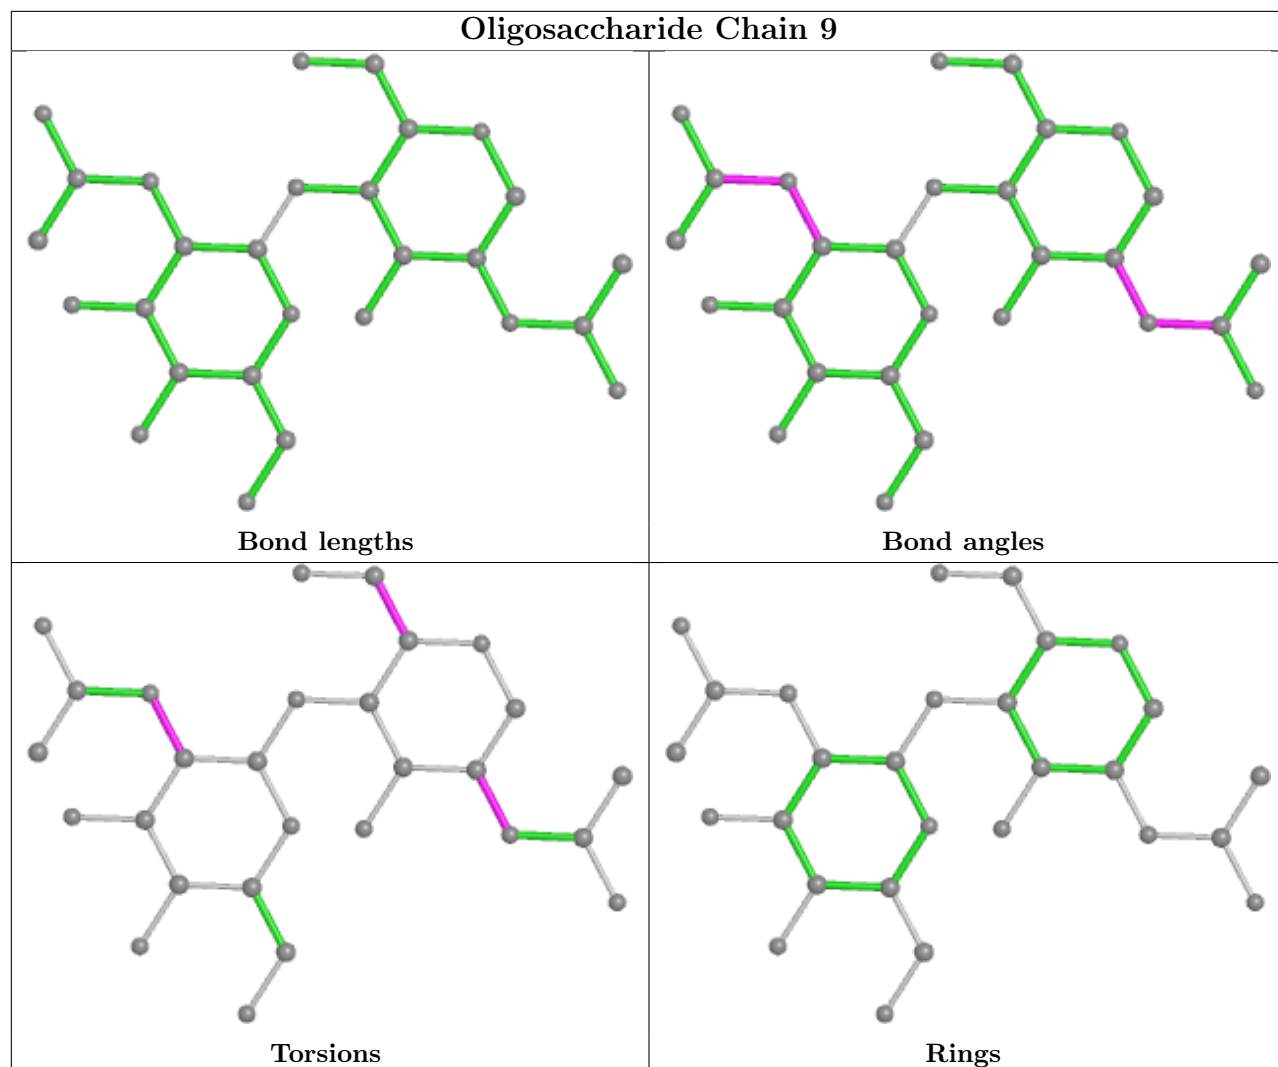 Oligosaccharide Chain 9
Bond lengths
Bond angles
Torsions
Rings